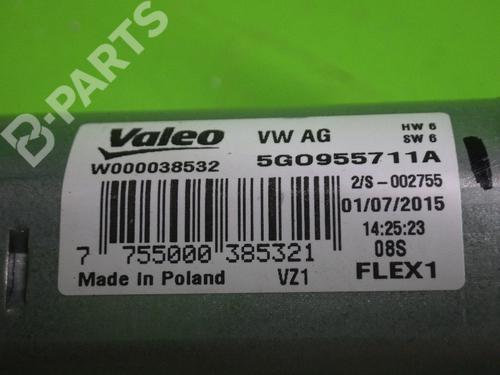 B-PARTS
Valeo
VW AG
HW 6
SW 6
W000038532
5G0955711A
2/S-002755
01/07/2015
14:25:23
7 755000 385321
08S
Made in Poland
VZ1
FLEX1